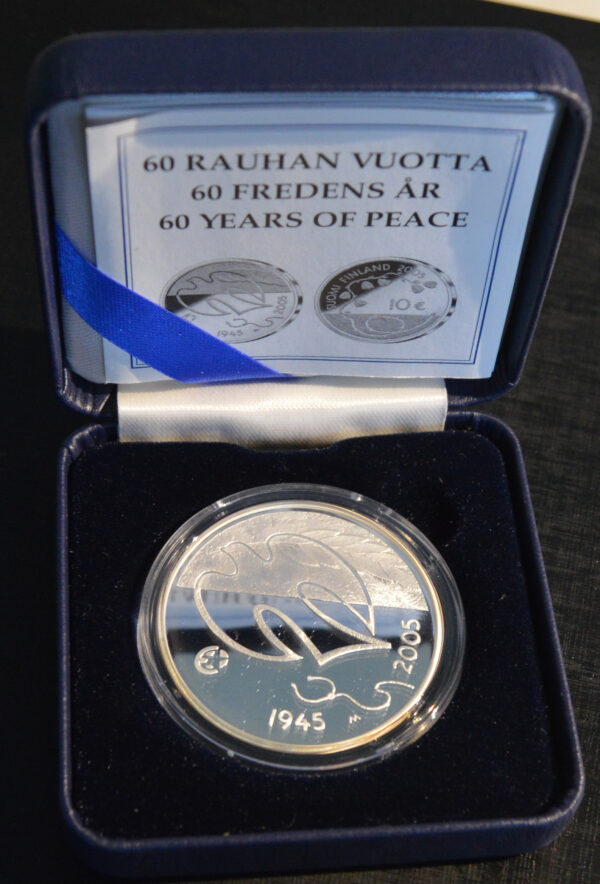 60 RAUHAN VUOTTA
60 FREDENS ÅR
60 YEARS OF PEACE
1945
2005
SUOMI FINLAND 2005
10 €
1945
2005
M